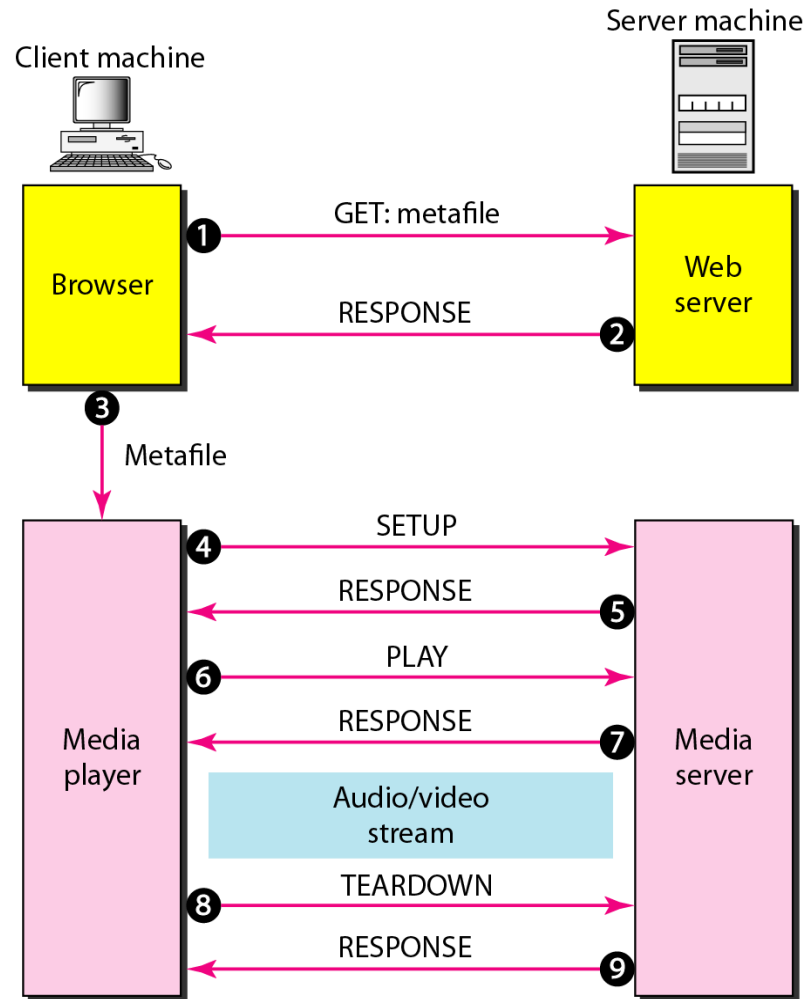 Server machine
Client machine
1
GET: metafile
Browser
Web
server
RESPONSE
2
3
Metafile
4
SETUP
RESPONSE
5
6
PLAY
RESPONSE
7
Media
player
Media
server
Audio/video
stream
8
TEARDOWN
RESPONSE
9